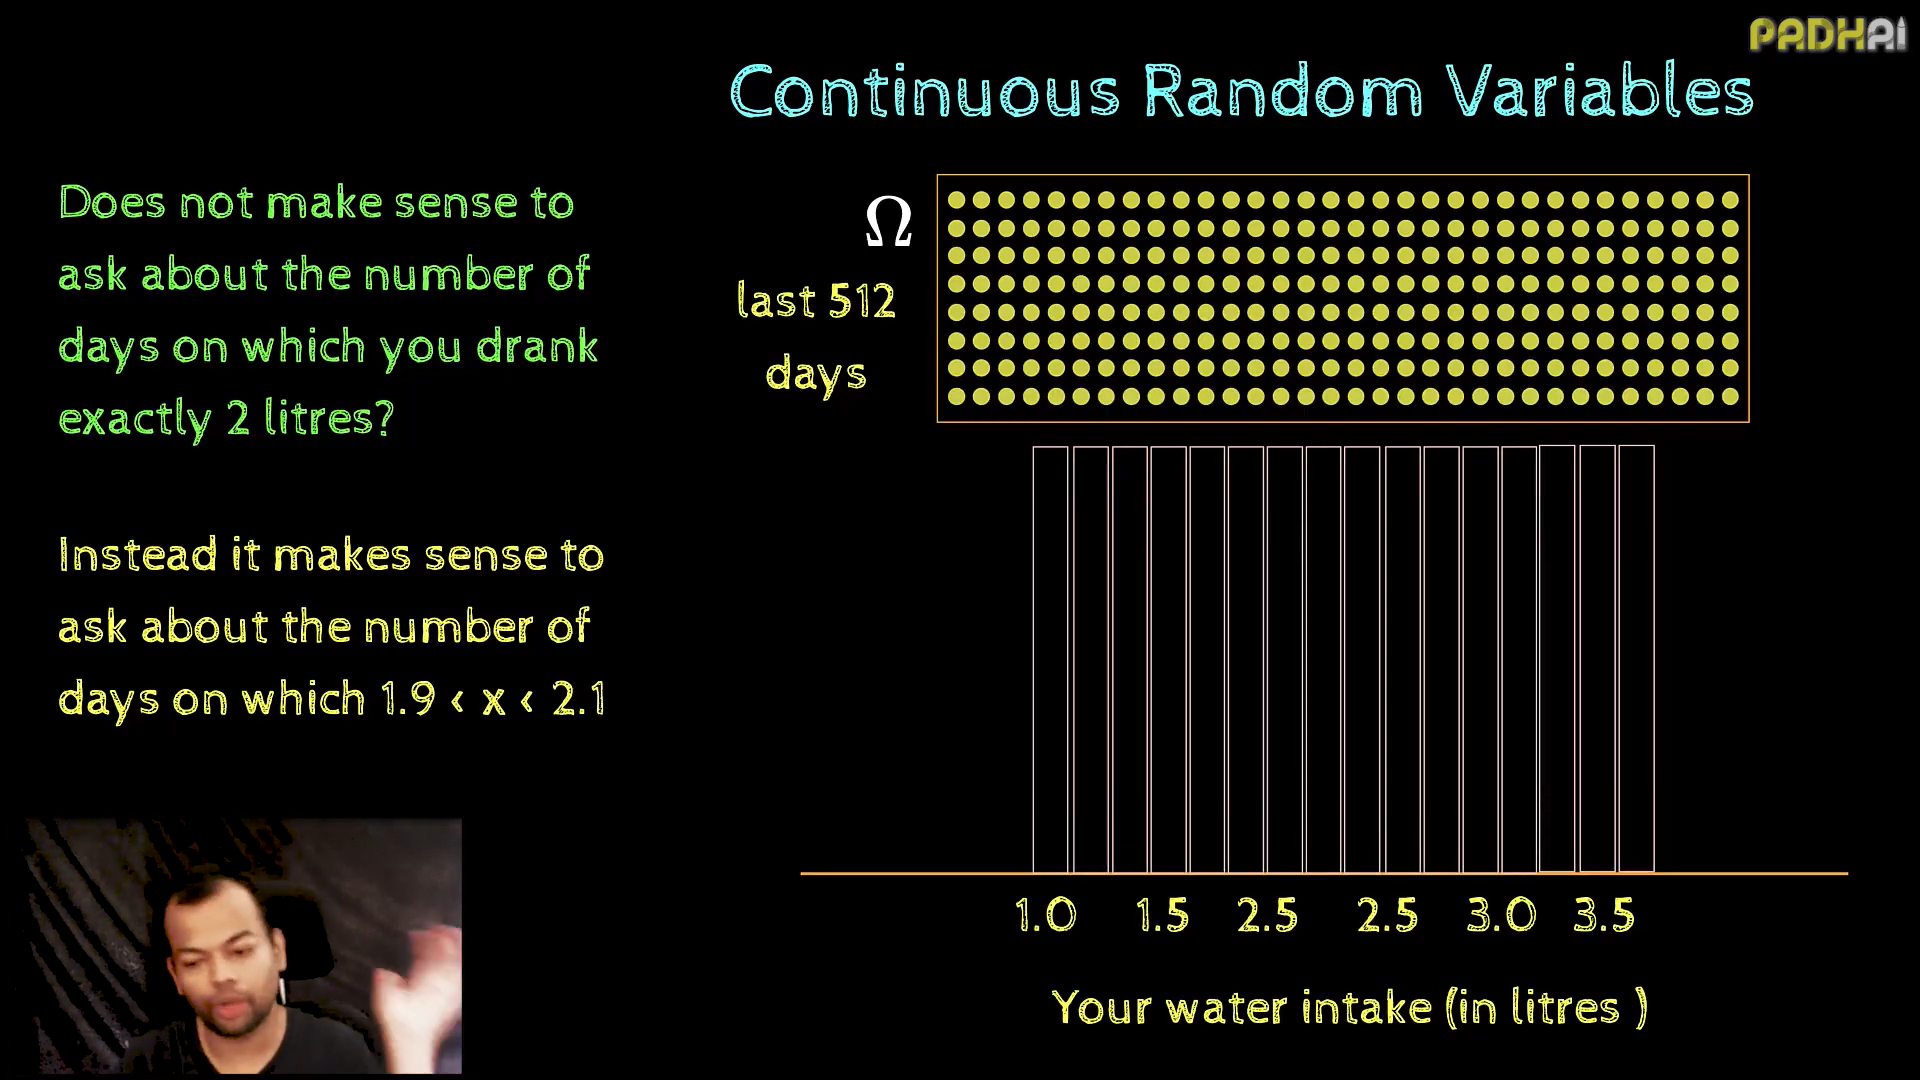 PADHAI
Continuous Random Variables
Does not make sense to
ask about the number of
days on which you drank
exactly 2 litres?
Instead it makes sense to
ask about the number of
days on which 1.9 < x < 2.1
Ω
last 512
days
1.0 1.5 2.5 2.5 3.0 3.5
Your water intake (in litres )